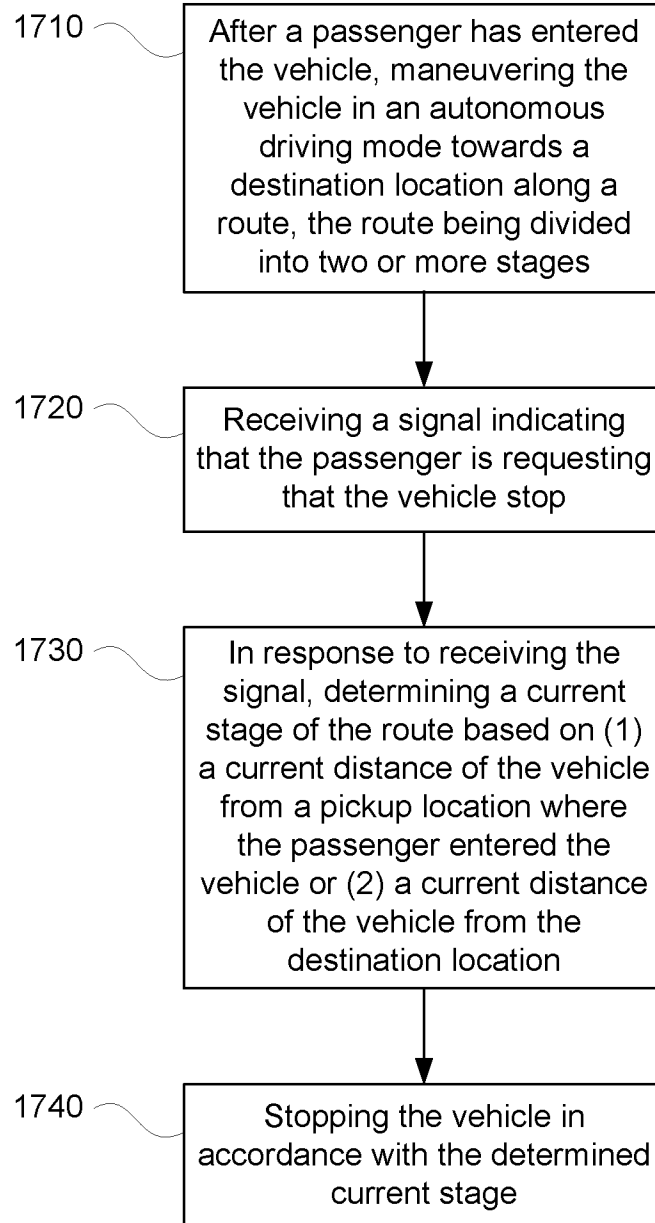 1710
After a passenger has entered
the vehicle, maneuvering the
vehicle in an autonomous
driving mode towards a
destination location along a
route, the route being divided
into two or more stages
1720
Receiving a signal indicating
that the passenger is requesting
that the vehicle stop
1730
In response to receiving the
signal, determining a current
stage of the route based on (1)
a current distance of the vehicle
from a pickup location where
the passenger entered the
vehicle or (2) a current distance
of the vehicle from the
destination location
1740
Stopping the vehicle in
accordance with the determined
current stage